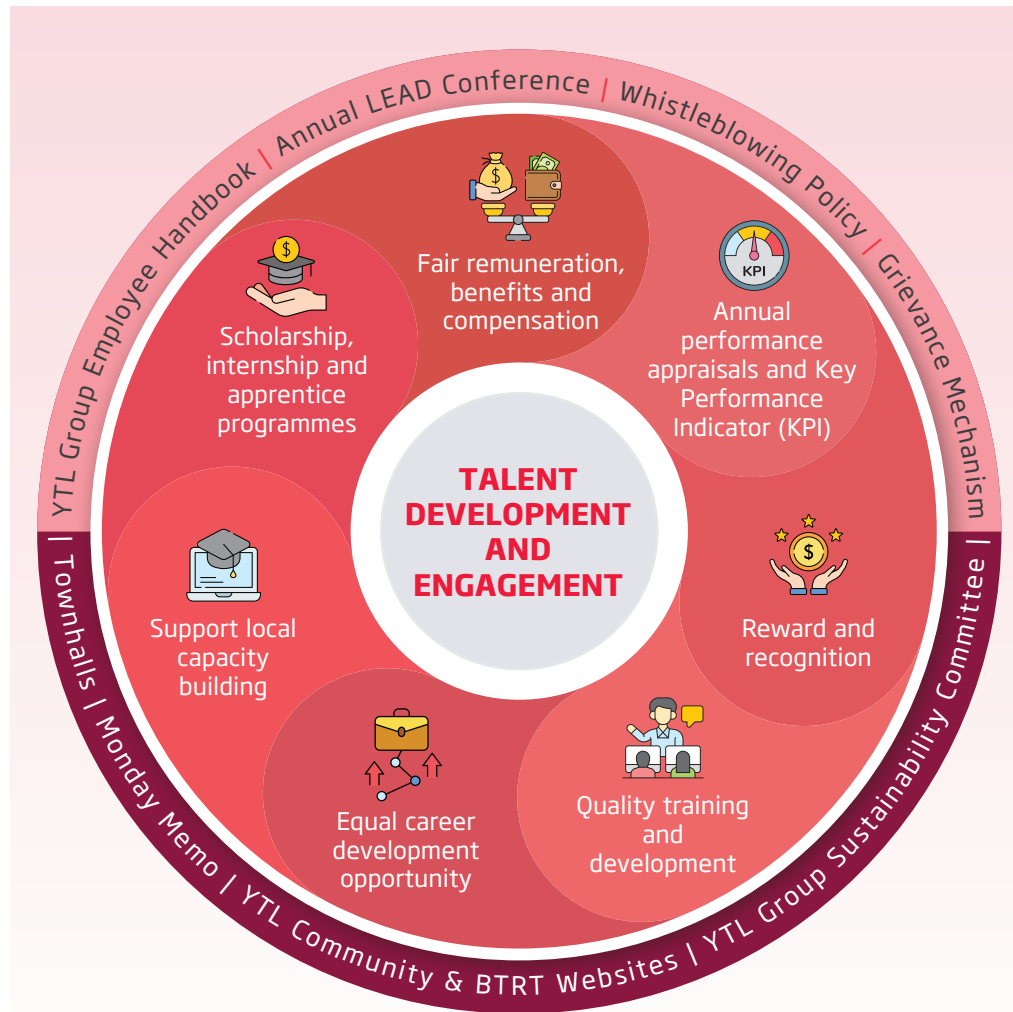 YTL Group Employee Handbook | Annual LEAD Conference | Whistleblowing Policy | Grievance Mechanism
Fair remuneration,
benefits and
compensation
$
KPI
Annual
performance
appraisals and Key
Performance
Indicator (KPI)
$
Reward and
recognition
Quality training
and
development
Equal career
development
opportunity
Support local
capacity
building
$
Scholarship,
internship and
apprentice
programmes
TALENT
DEVELOPMENT
AND
ENGAGEMENT
| Townhalls | Monday Memo | YTL Community & BTRT Websites | YTL Group Sustainability Committee |